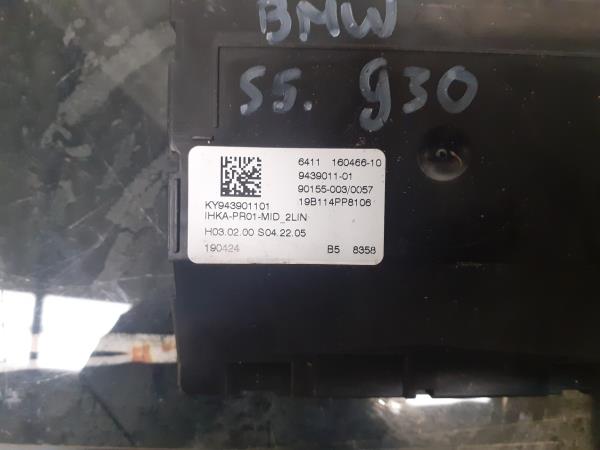 BMW
S5. g30
6411 160466-10
9439011-01
90155-003/0057
KY943901101 19B114PP8106
IHKA-PR01-MID_2LIN
H03.02.00 S04.22.05
190424 B5 8358